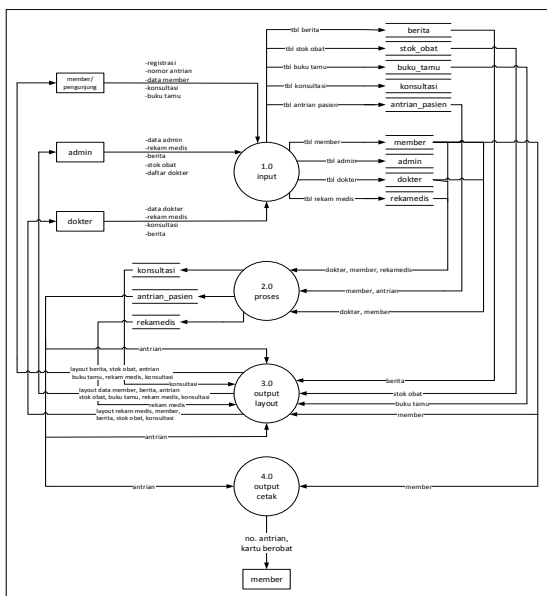 tbl berita
berita
tbl stok obat
stok_obat
tbl buku tamu
buku_tamu
tbl konsultasi
konsultasi
tbl antrian pasien
antrian_pasien
member/
pengunjung
-registrasi
-nomor antrian
-data member
-konsultasi
-buku tamu
admin
-data admin
-rekam medis
-berita
-stok obat
-daftar dokter
1.0
input
tbl member
member
tbl admin
admin
tbl dokter
dokter
tbl rekam medis
rekamedis
dokter
-data dokter
-rekam medis
-konsultasi
-berita
konsultasi
antrian_pasien
rekamedis
2.0
proses
dokter, member, rekamedis
member, antrian
dokter, member
antrian
layout berita, stok obat, antrian
buku tamu, rekam medis, konsultasi
konsultasi
layout data member, berita, antrian
stok obat, buku tamu, rekam medis, konsultasi
rekam medis
layout rekam medis, member,
berita, stok obat, konsultasi
antrian
3.0
output
layout
berita
stok obat
buku tamu
member
antrian
4.0
output
cetak
member
no. antrian,
kartu berobat
member